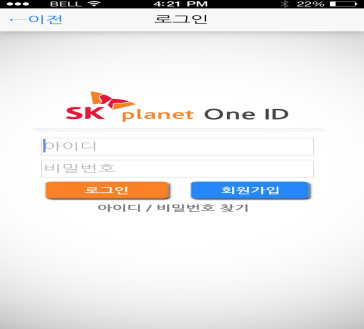 BELL 4:21 PM 22%
←이전 로그인
SK planet One ID
아이디
비밀번호
로그인 회원가입
아이디 / 비밀번호 찾기